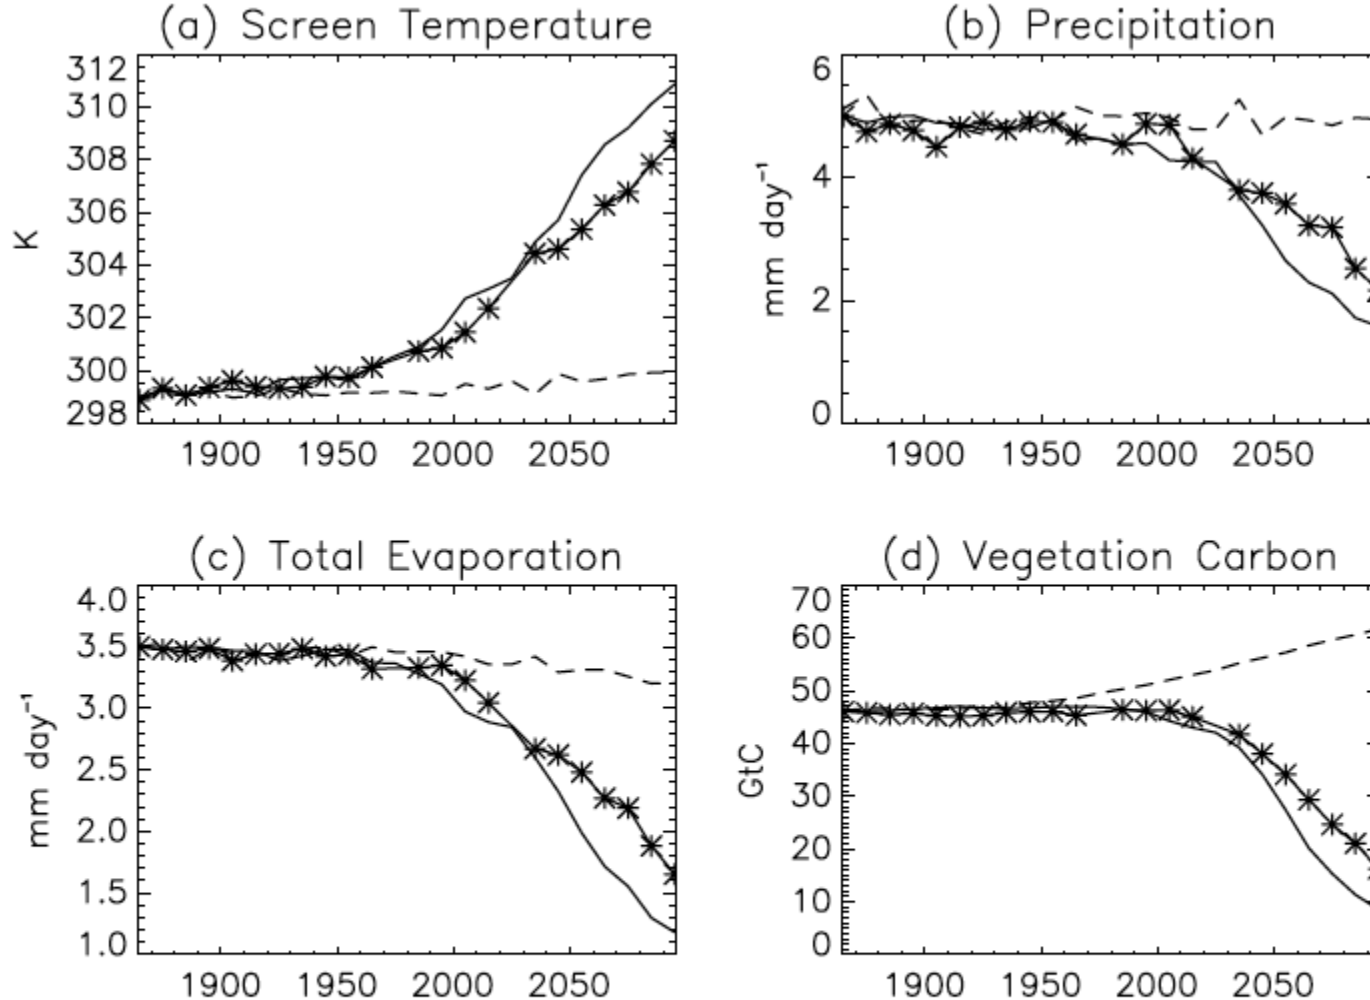 (a) Screen Temperature
312
310
308
306
304
302
300
298
K
1900 1950 2000 2050
(b) Precipitation
6
4
2
0
mm day⁻¹
1900 1950 2000 2050
(c) Total Evaporation
4.0
3.5
3.0
2.5
2.0
1.5
1.0
mm day⁻¹
1900 1950 2000 2050
(d) Vegetation Carbon
70
60
50
40
30
20
10
0
GtC
1900 1950 2000 2050